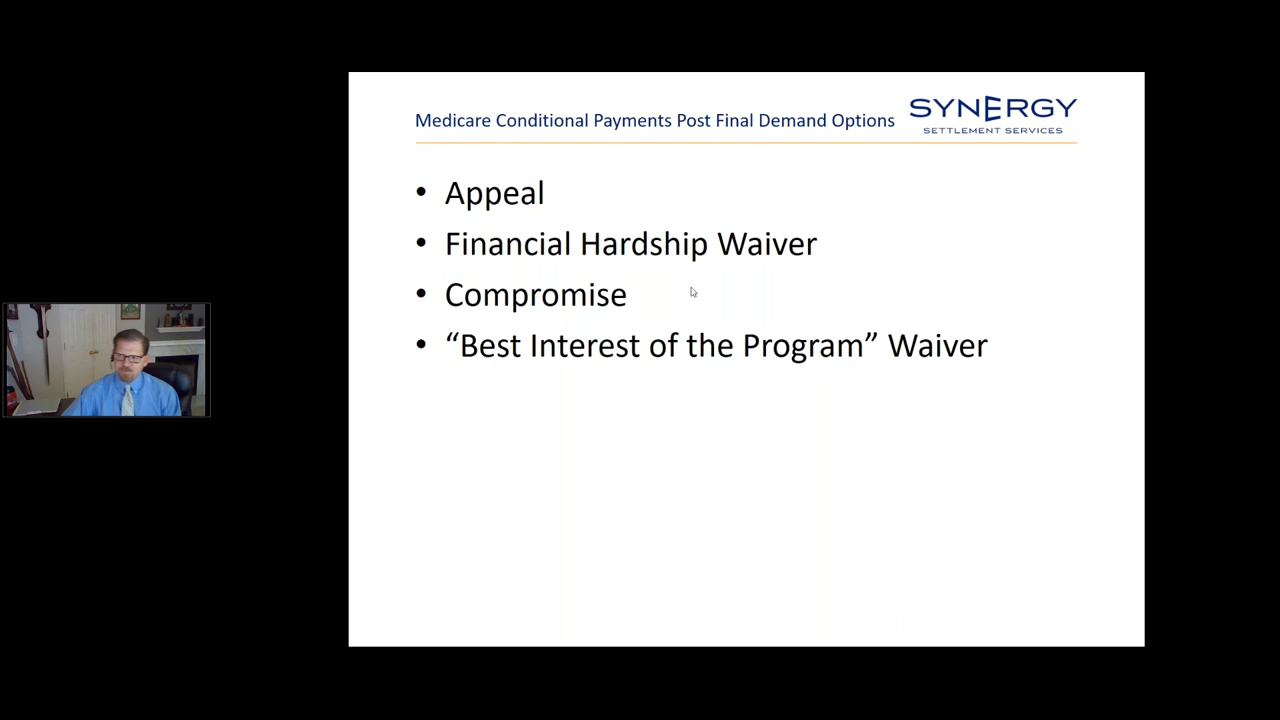 Medicare Conditional Payments Post Final Demand Options
SYNERGY
SETTLEMENT SERVICES
• Appeal
• Financial Hardship Waiver
• Compromise
• “Best Interest of the Program” Waiver